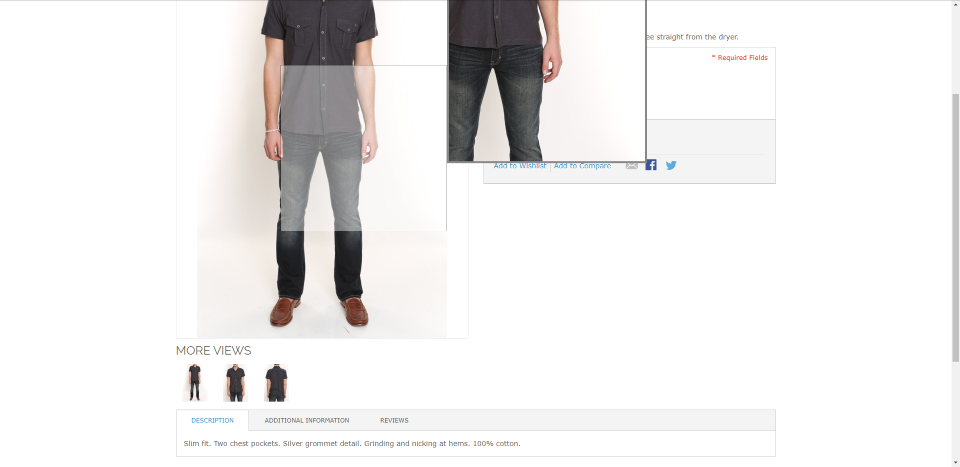 ee straight from the dryer.
* Required Fields
Add to Wishlist | Add to Compare
MORE VIEWS
DESCRIPTION
ADDITIONAL INFORMATION
REVIEWS
Slim fit. Two chest pockets. Silver grommet detail. Grinding and nicking at hems. 100% cotton.